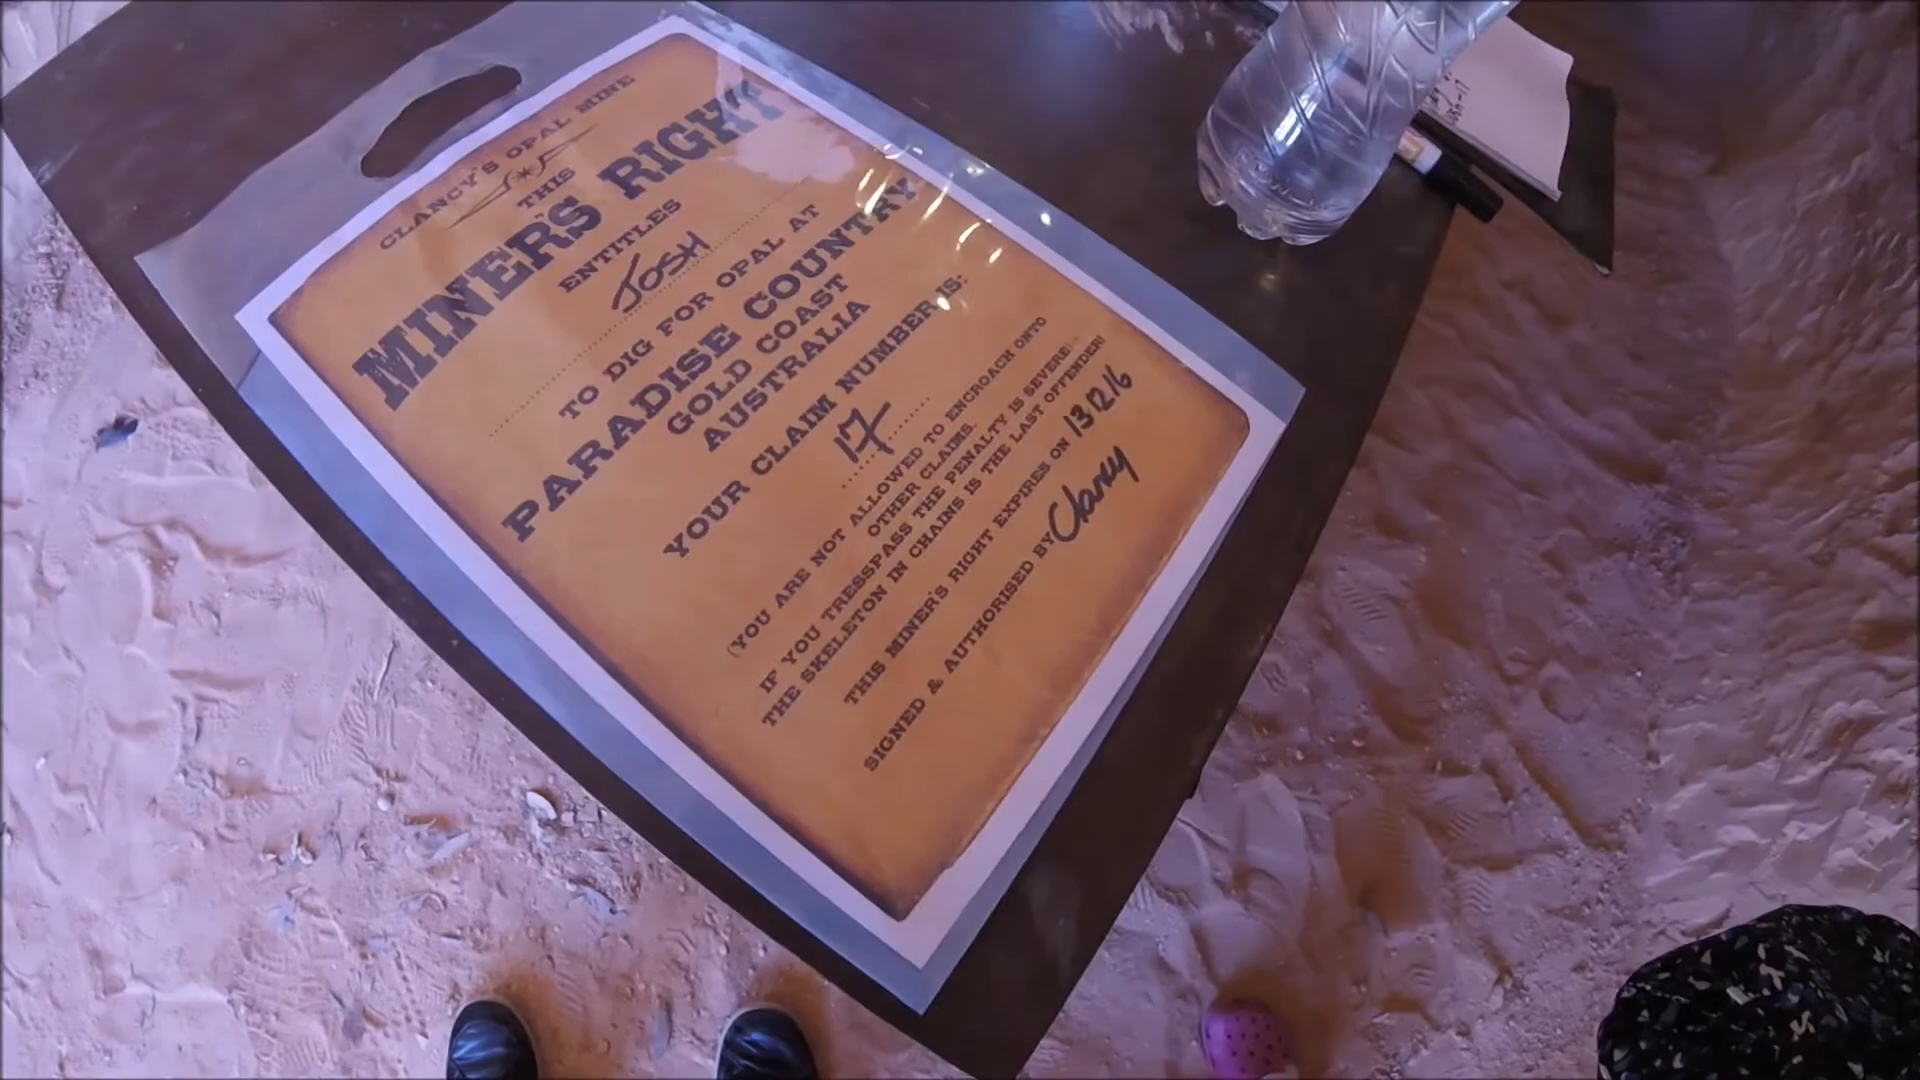 CLANCY'S OPAL MINE
THIS
MINER'S RIGHT
ENTITLES
JOSH
TO DIG FOR OPAL AT
PARADISE COUNTRY
GOLD COAST
AUSTRALIA
YOUR CLAIM NUMBER IS:
17
(YOU ARE NOT ALLOWED TO ENCROACH ONTO
OTHER CLAIMS.
IF YOU TRESSPASS THE PENALTY IS SEVERE!
THE SKELETON IN CHAINS IS THE LAST OFFENDER!
THIS MINER'S RIGHT EXPIRES ON 13 12 16
SIGNED & AUTHORISED BY Clancy